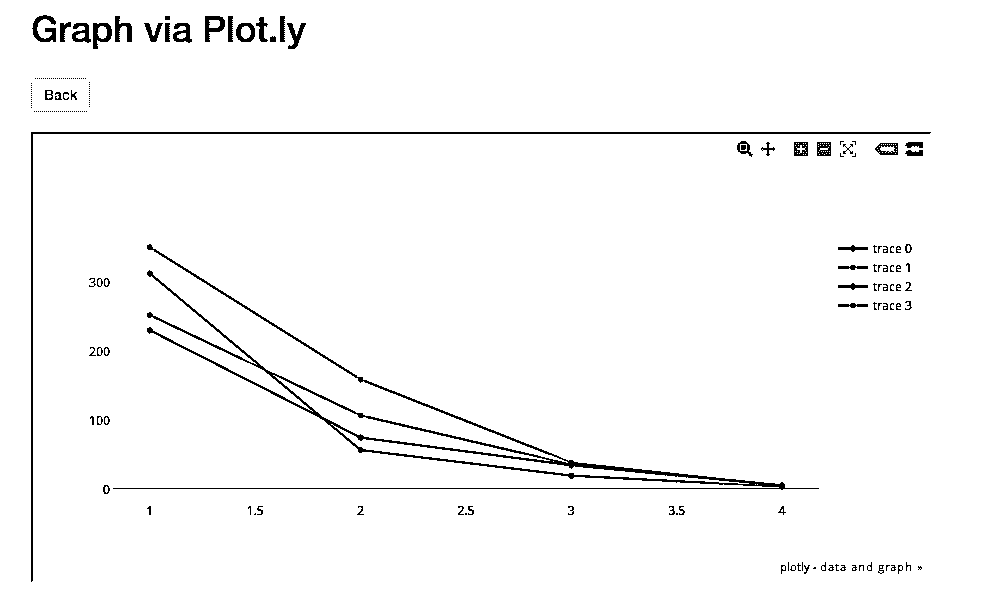 Graph via Plot.ly
Back
trace 0
trace 1
trace 2
trace 3
300
200
100
0
1 1.5 2 2.5 3 3.5 4
plotly - data and graph »